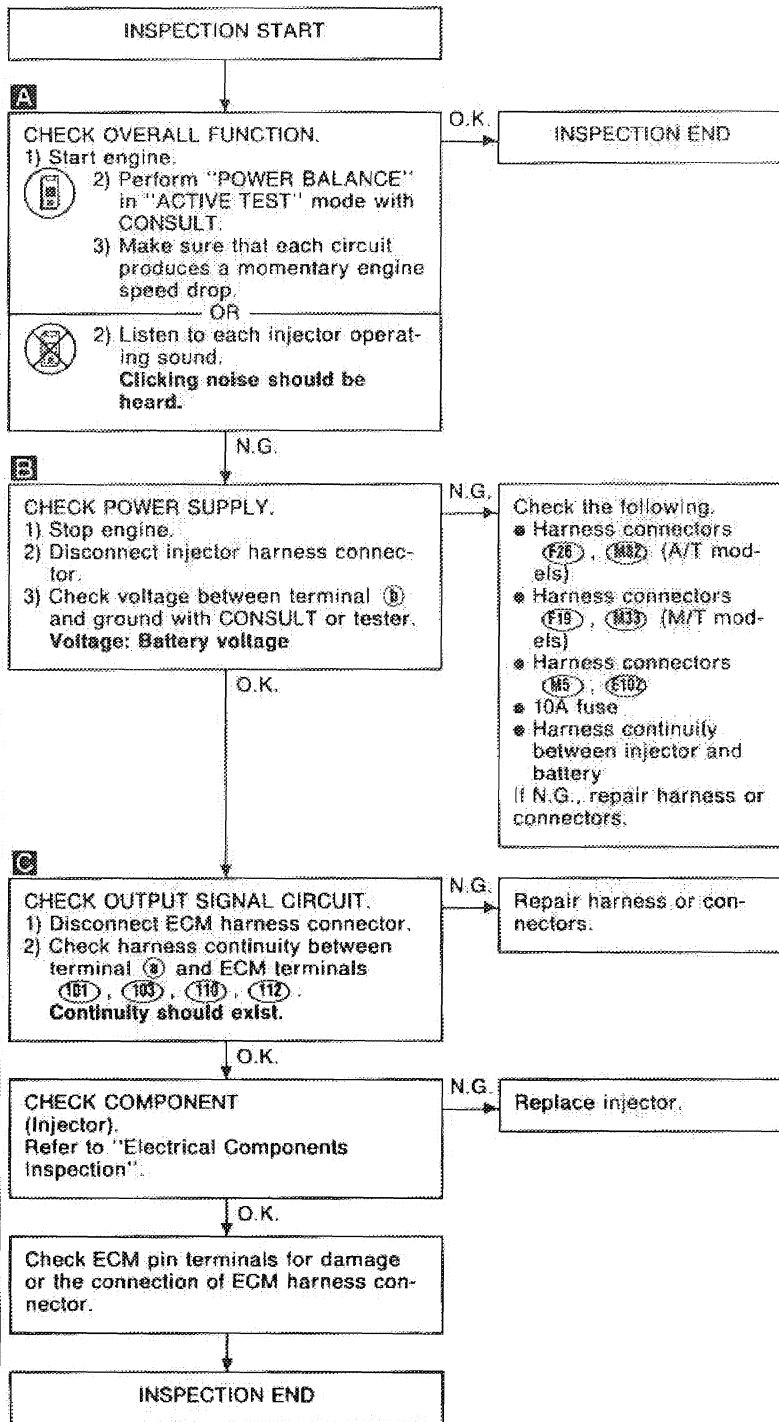 INSPECTION START
A
CHECK OVERALL FUNCTION.
1) Start engine.
2) Perform "POWER BALANCE"
in "ACTIVE TEST" mode with
CONSULT.
3) Make sure that each circuit
produces a momentary engine
speed drop.
OR
2) Listen to each injector operat-
ing sound.
Clicking noise should be
heard.
O.K.
INSPECTION END
N.G.
B
CHECK POWER SUPPLY.
1) Stop engine.
2) Disconnect injector harness connec-
tor.
3) Check voltage between terminal b
and ground with CONSULT or tester.
Voltage: Battery voltage
N.G.
Check the following.
● Harness connectors
F26 , M82 (A/T mod-
els)
● Harness connectors
F19 , M33 (M/T mod-
els)
● Harness connectors
M5 , E102
● 10A fuse
● Harness continuity
between injector and
battery
If N.G., repair harness or
connectors.
O.K.
C
CHECK OUTPUT SIGNAL CIRCUIT.
1) Disconnect ECM harness connector.
2) Check harness continuity between
terminal a and ECM terminals
101 , 103 , 110 , 112 .
Continuity should exist.
N.G.
Repair harness or con-
nectors.
O.K.
CHECK COMPONENT
(Injector).
Refer to "Electrical Components
Inspection".
N.G.
Replace injector.
O.K.
Check ECM pin terminals for damage
or the connection of ECM harness con-
nector.
INSPECTION END